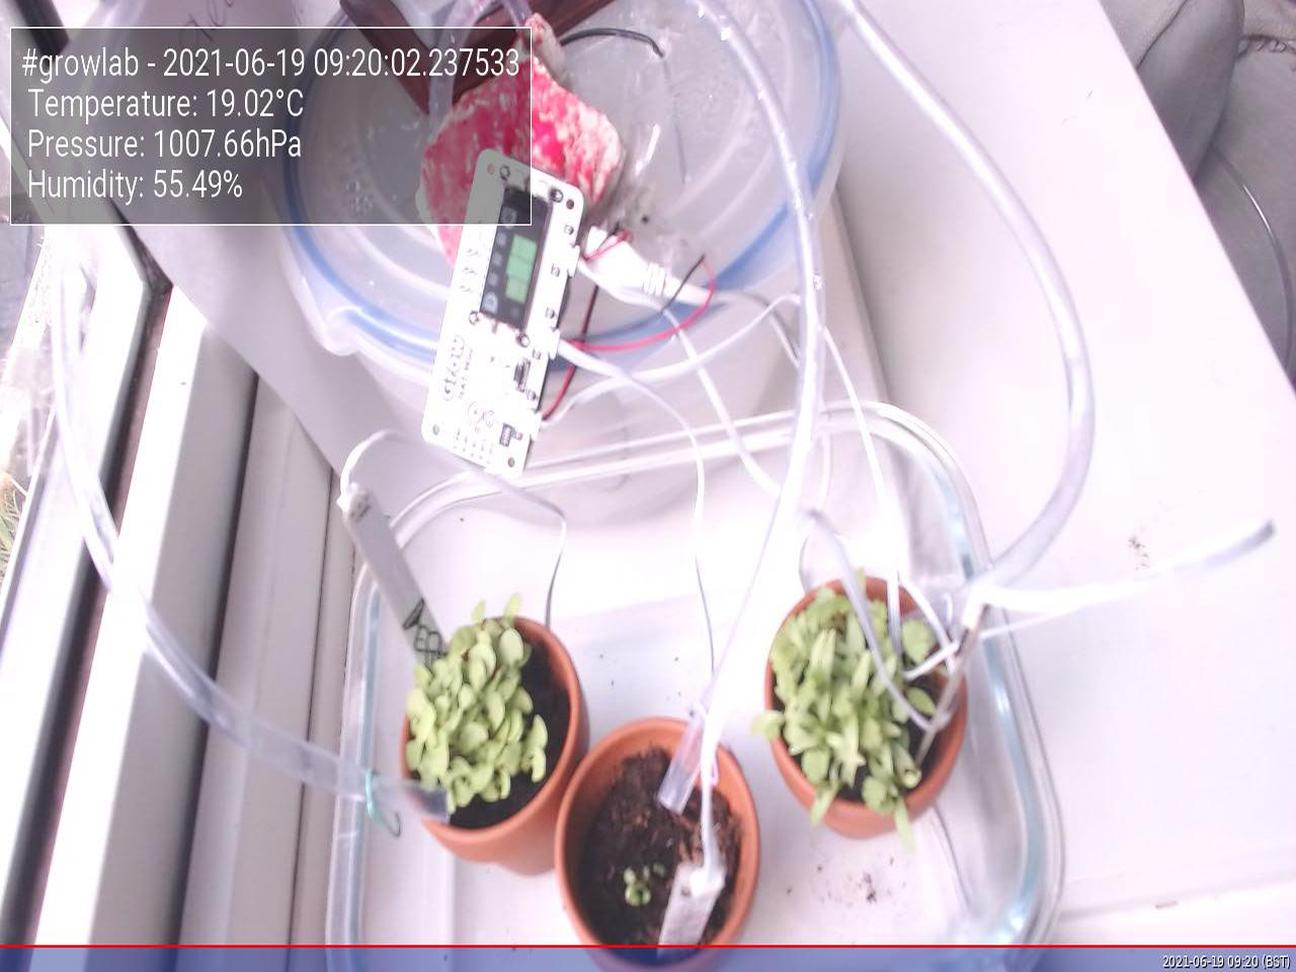 #growlab - 2021-06-19 09:20:02.237533
Temperature: 19.02°C
Pressure: 1007.66hPa
Humidity: 55.49%
2021-06-19 09:20 (BST)